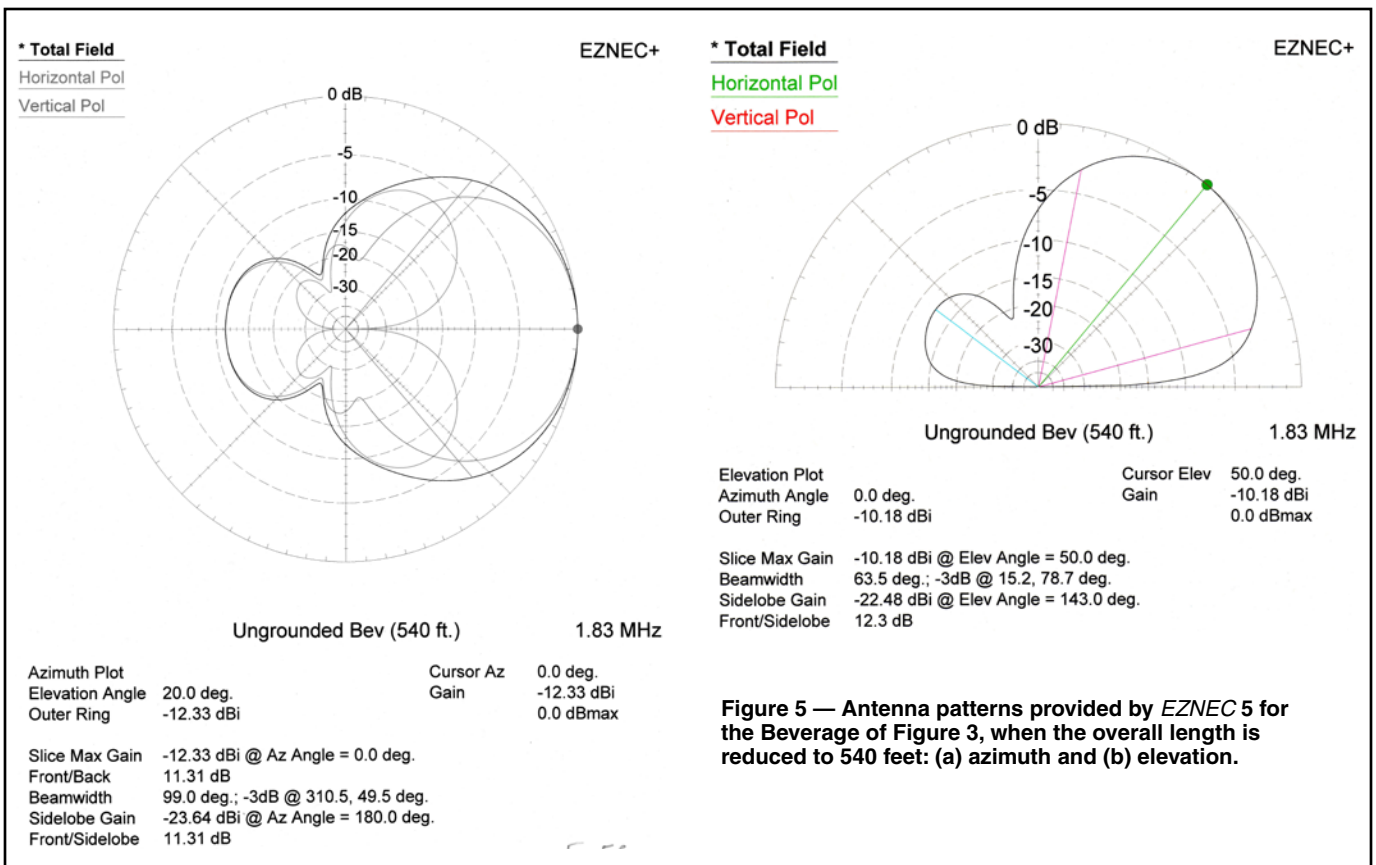 * Total Field
Horizontal Pol
Vertical Pol
EZNEC+
0 dB
-5
-10
-15
-20
-30
Ungrounded Bev (540 ft.)
1.83 MHz
Azimuth Plot
Elevation Angle 20.0 deg.
Outer Ring -12.33 dBi
Cursor Az 0.0 deg.
Gain -12.33 dBi
0.0 dBmax
Slice Max Gain -12.33 dBi @ Az Angle = 0.0 deg.
Front/Back 11.31 dB
Beamwidth 99.0 deg.; -3dB @ 310.5, 49.5 deg.
Sidelobe Gain -23.64 dBi @ Az Angle = 180.0 deg.
Front/Sidelobe 11.31 dB
* Total Field
Horizontal Pol
Vertical Pol
EZNEC+
0 dB
-5
-10
-15
-20
-30
Ungrounded Bev (540 ft.)
1.83 MHz
Elevation Plot
Azimuth Angle 0.0 deg.
Outer Ring -10.18 dBi
Cursor Elev 50.0 deg.
Gain -10.18 dBi
0.0 dBmax
Slice Max Gain -10.18 dBi @ Elev Angle = 50.0 deg.
Beamwidth 63.5 deg.; -3dB @ 15.2, 78.7 deg.
Sidelobe Gain -22.48 dBi @ Elev Angle = 143.0 deg.
Front/Sidelobe 12.3 dB
Figure 5 — Antenna patterns provided by EZNEC 5 for
the Beverage of Figure 3, when the overall length is
reduced to 540 feet: (a) azimuth and (b) elevation.